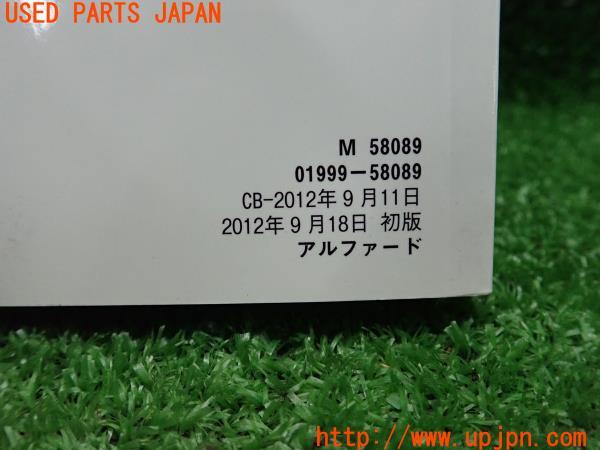 USED PARTS JAPAN
M 58089
01999-58089
CB-2012年9月11日
2012年9月18日 初版
アルファード
http://www.upjpn.com/